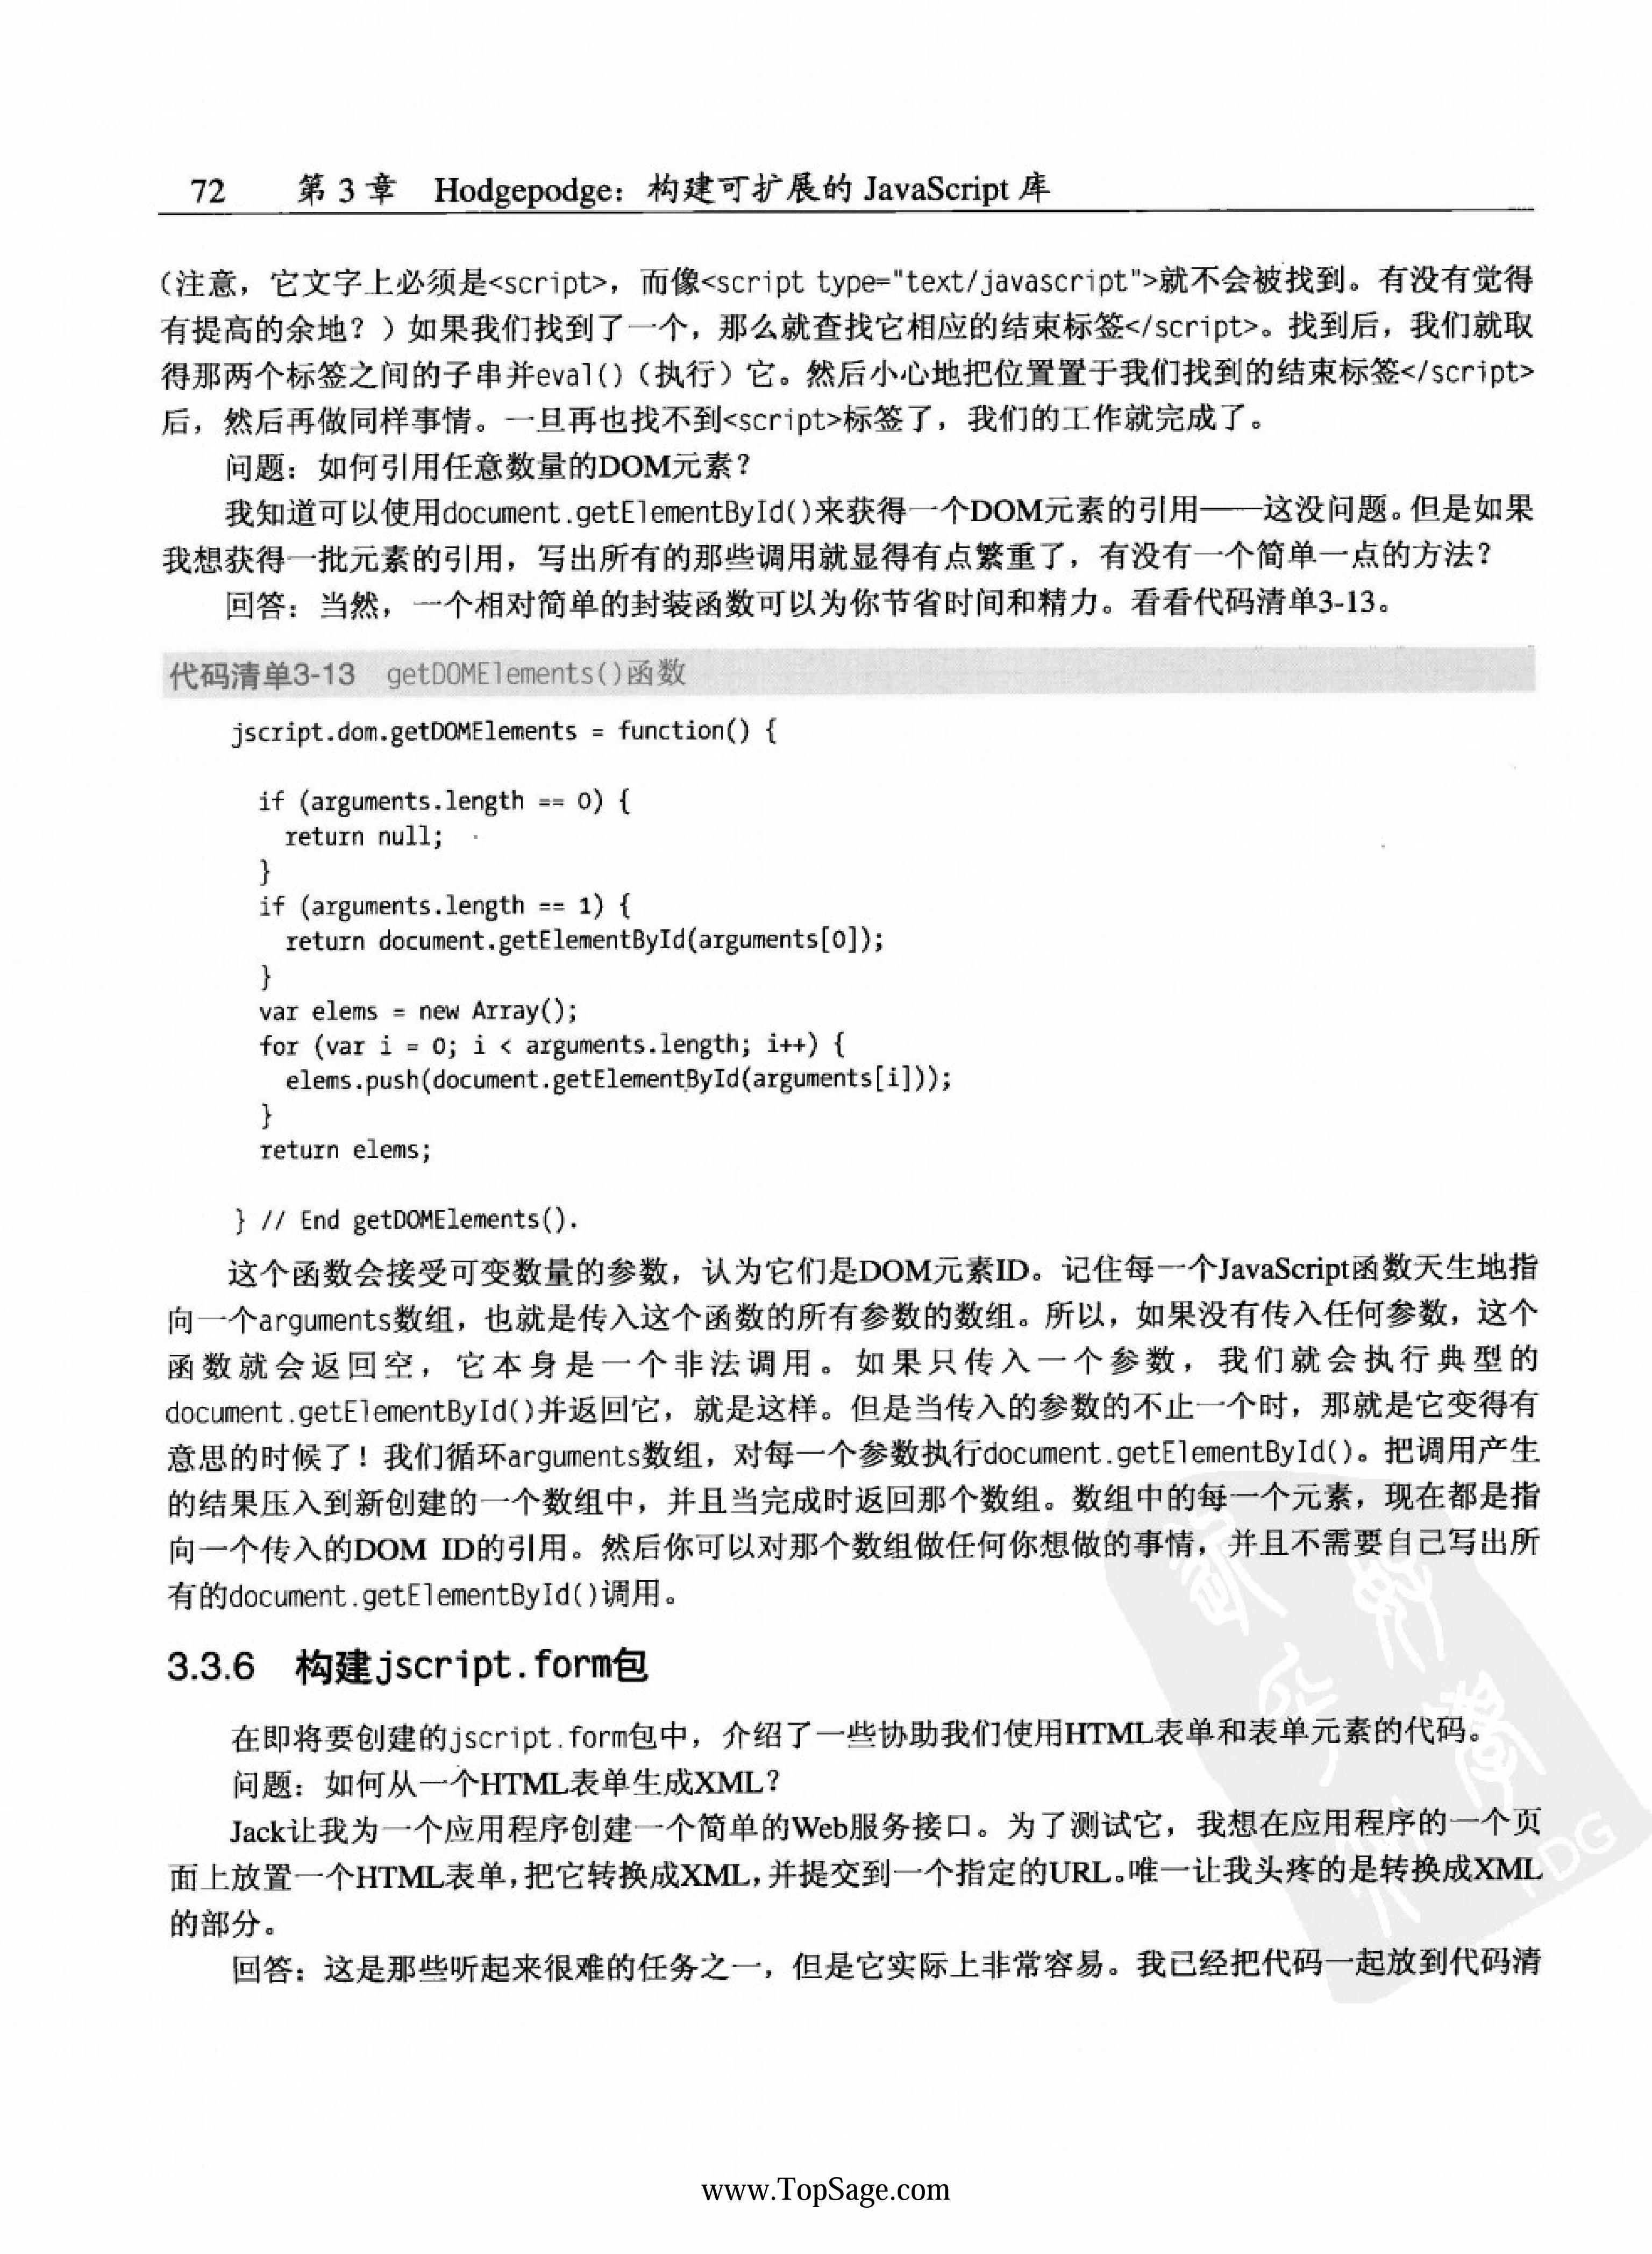 72 第 3 章 Hodgepodge：构建可扩展的 JavaScript 库
（注意，它文字上必须是<script>，而像<script type="text/javascript">就不会被找到。有没有觉得
有提高的余地？）如果我们找到了一个，那么就查找它相应的结束标签</script>。找到后，我们就取
得那两个标签之间的子串并eval()（执行）它。然后小心地把位置置于我们找到的结束标签</script>
后，然后再做同样事情。一旦再也找不到<script>标签了，我们的工作就完成了。
问题：如何引用任意数量的DOM元素？
我知道可以使用document.getElementById()来获得一个DOM元素的引用——这没问题。但是如果
我想获得一批元素的引用，写出所有的那些调用就显得有点繁重了，有没有一个简单一点的方法？
回答：当然，一个相对简单的封装函数可以为你节省时间和精力。看看代码清单3-13。
代码清单3-13 getDOMElements()函数
jscript.dom.getDOMElements = function() {
if (arguments.length == 0) {
return null;
}
if (arguments.length == 1) {
return document.getElementById(arguments[0]);
}
var elems = new Array();
for (var i = 0; i < arguments.length; i++) {
elems.push(document.getElementById(arguments[i]));
}
return elems;
} // End getDOMElements().
这个函数会接受可变数量的参数，认为它们是DOM元素ID。记住每一个JavaScript函数天生地指
向一个arguments数组，也就是传入这个函数的所有参数的数组。所以，如果没有传入任何参数，这个
函数就会返回空，它本身是一个非法调用。如果只传入一个参数，我们就会执行典型的
document.getElementById()并返回它，就是这样。但是当传入的参数的不止一个时，那就是它变得有
意思的时候了！我们循环arguments数组，对每一个参数执行document.getElementById()。把调用产生
的结果压入到新创建的一个数组中，并且当完成时返回那个数组。数组中的每一个元素，现在都是指
向一个传入的DOM ID的引用。然后你可以对那个数组做任何你想做的事情，并且不需要自己写出所
有的document.getElementById()调用。
3.3.6 构建jscript.form包
在即将要创建的jscript.form包中，介绍了一些协助我们使用HTML表单和表单元素的代码。
问题：如何从一个HTML表单生成XML？
Jack让我为一个应用程序创建一个简单的Web服务接口。为了测试它，我想在应用程序的一个页
面上放置一个HTML表单，把它转换成XML，并提交到一个指定的URL。唯一让我头疼的是转换成XML
的部分。
回答：这是那些听起来很难的任务之一，但是它实际上非常容易。我已经把代码一起放到代码清
www.TopSage.com